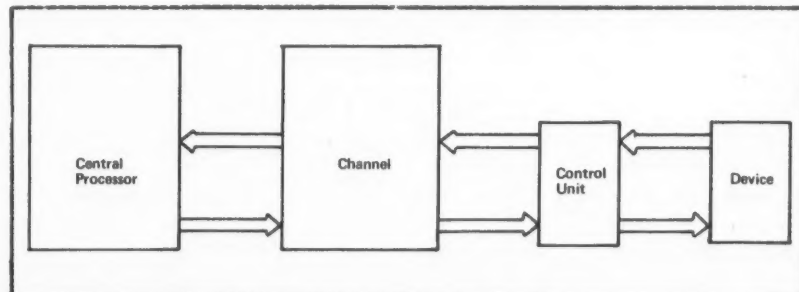 Central
Processor
Channel
Control
Unit
Device